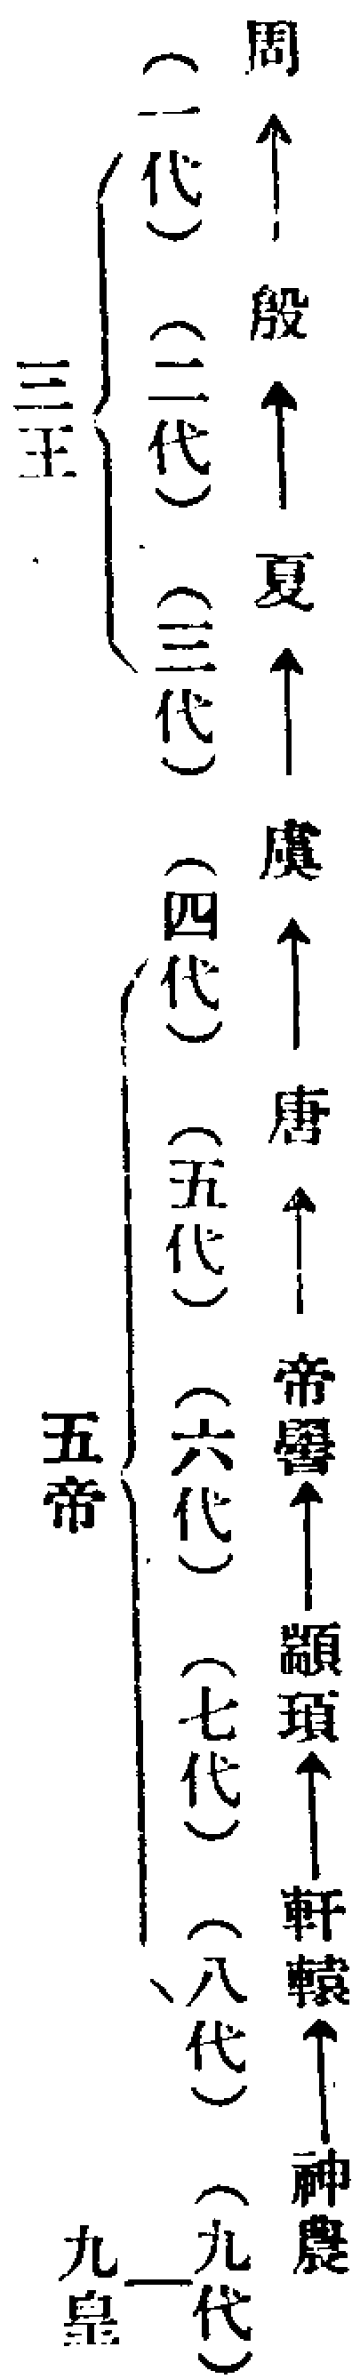 周 ← 殷 ← 夏 ← 虞 ← 唐 ← 帝嚳 ← 顓頊 ← 軒轅 ← 神農
（一代）（二代）（三代）（四代）（五代）（六代）（七代）（八代）（九代）
三王
五帝
九皇